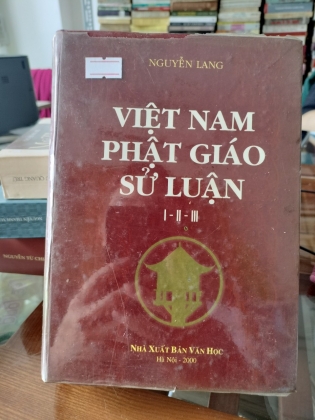 NGUYỄN LANG
VIỆT NAM
PHẬT GIÁO
SỬ LUẬN
I - II - III
NHÀ XUẤT BẢN VĂN HỌC
Hà Nội - 2000